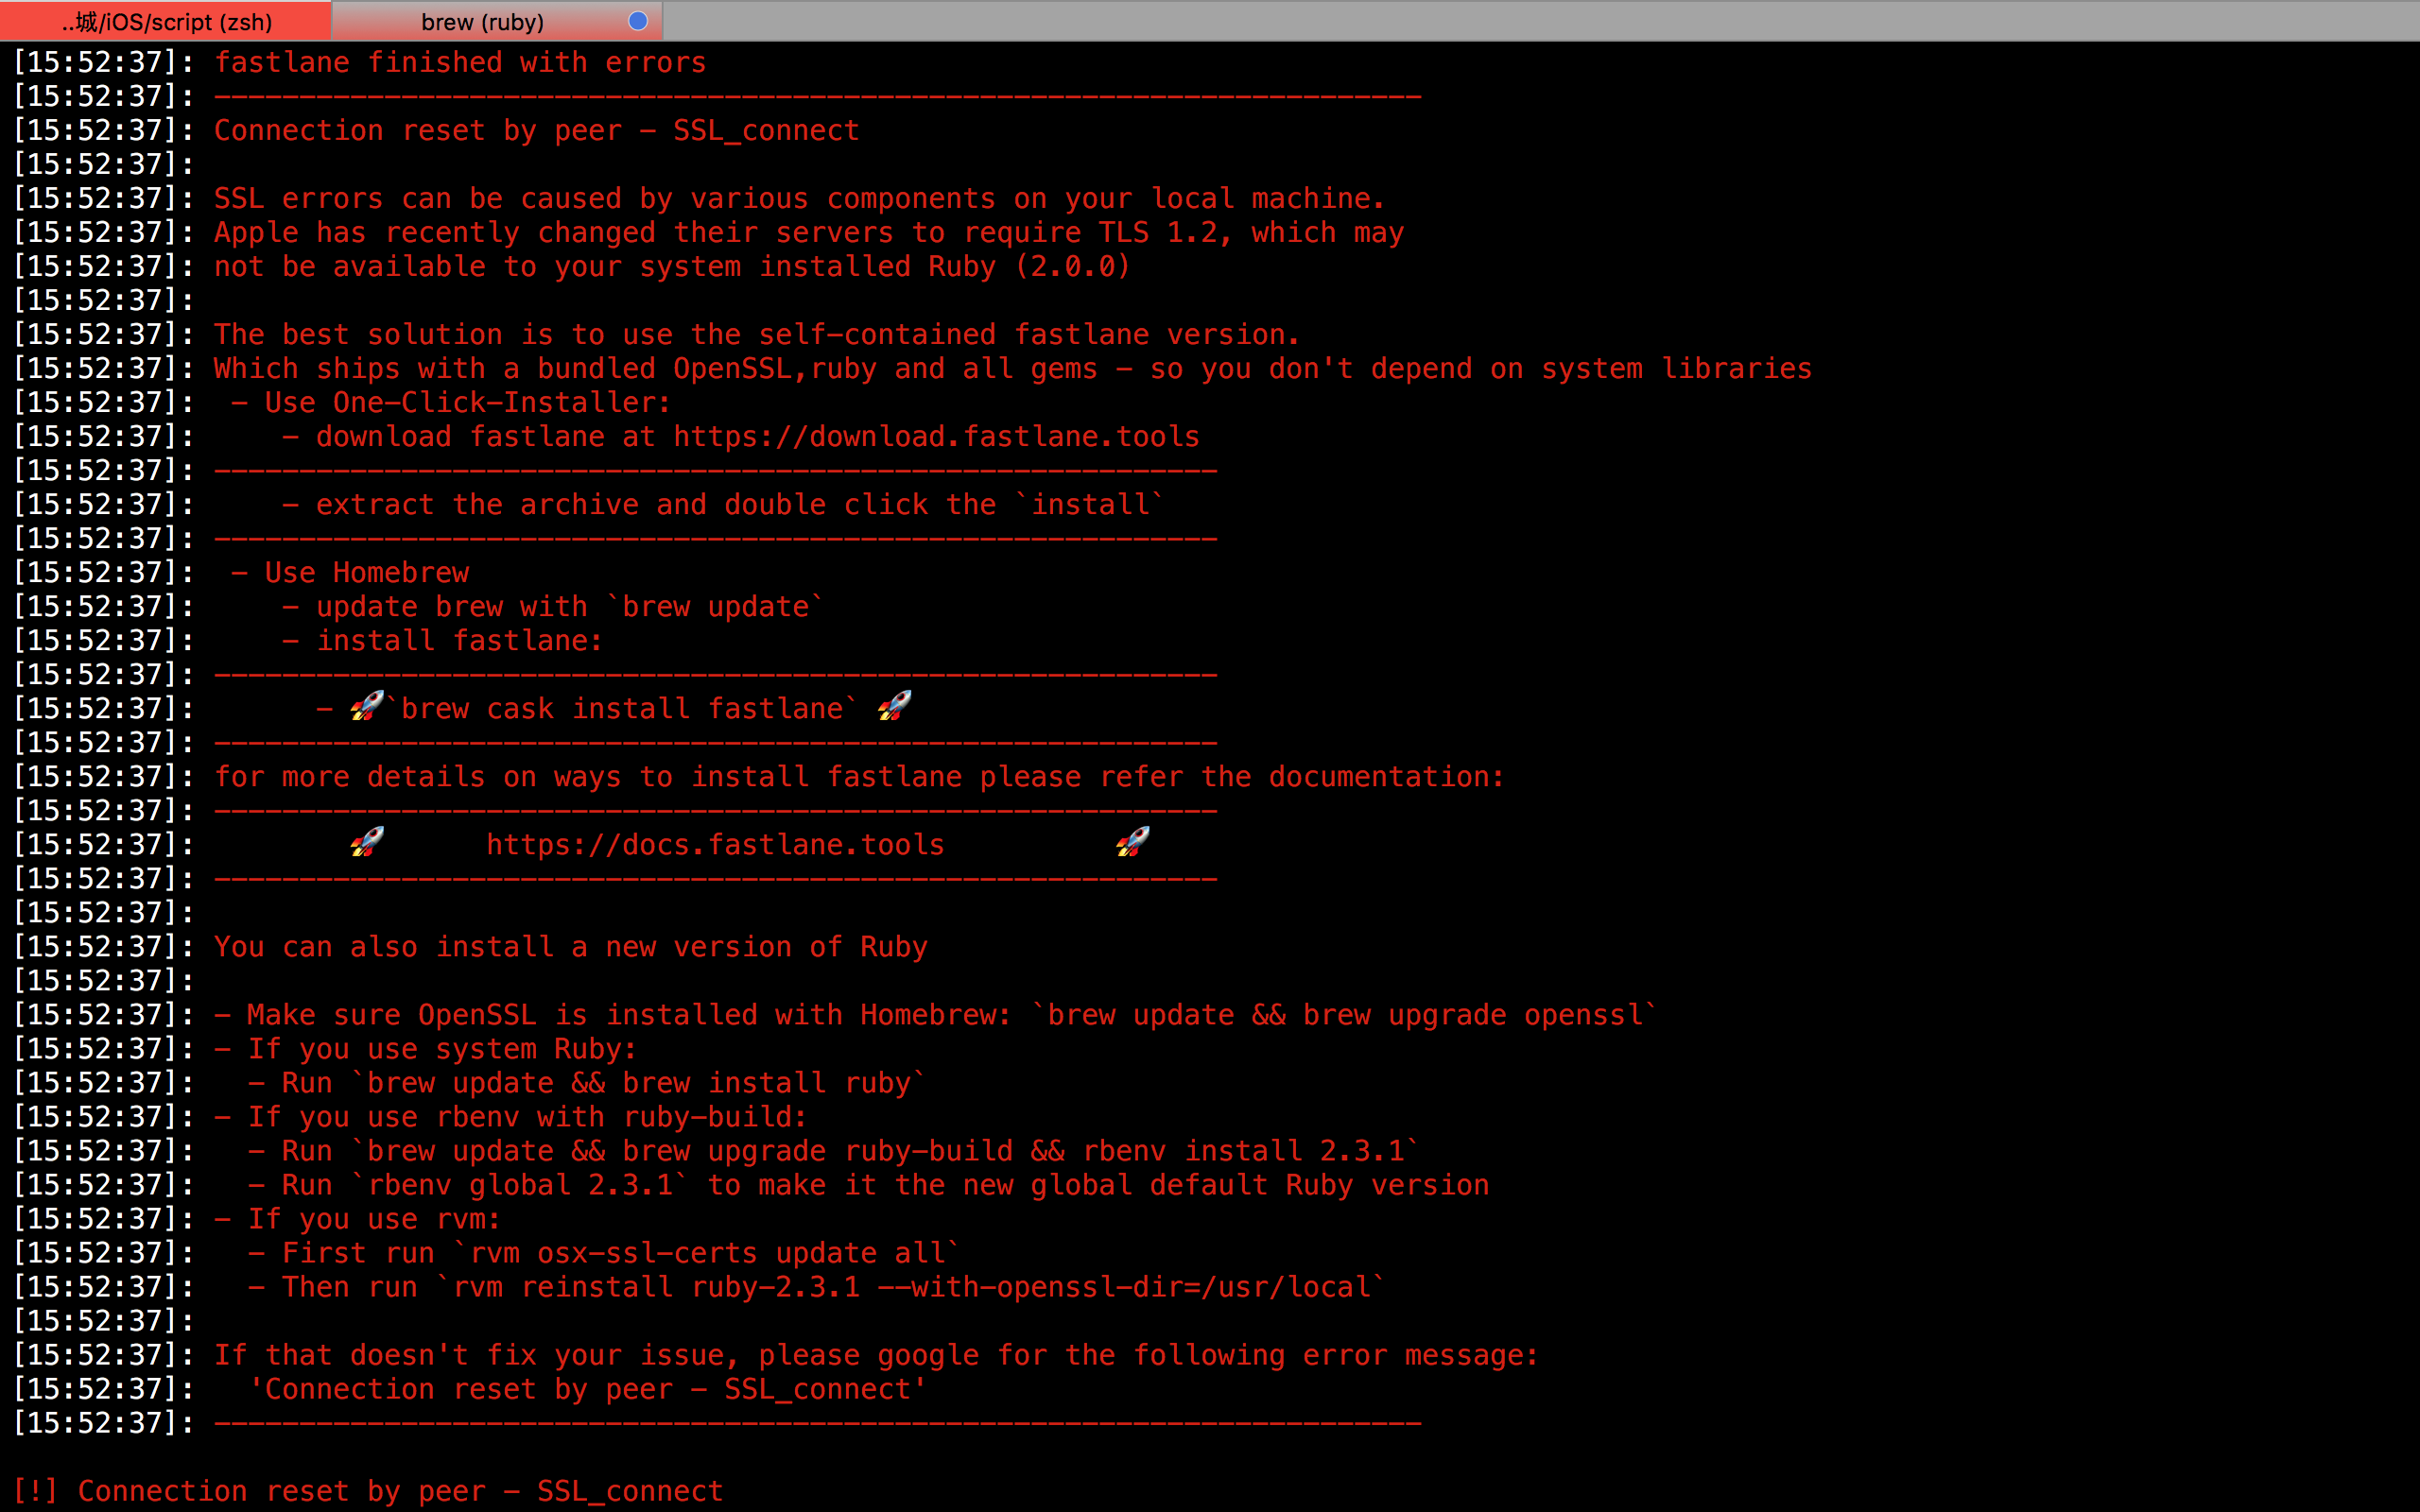 ..城/iOS/script (zsh)
brew (ruby)
[15:52:37]: fastlane finished with errors
[15:52:37]: -----------------------------------------------------------------------
[15:52:37]: Connection reset by peer - SSL_connect
[15:52:37]:
[15:52:37]: SSL errors can be caused by various components on your local machine.
[15:52:37]: Apple has recently changed their servers to require TLS 1.2, which may
[15:52:37]: not be available to your system installed Ruby (2.0.0)
[15:52:37]:
[15:52:37]: The best solution is to use the self-contained fastlane version.
[15:52:37]: Which ships with a bundled OpenSSL,ruby and all gems - so you don't depend on system libraries
[15:52:37]:  - Use One-Click-Installer:
[15:52:37]:     - download fastlane at https://download.fastlane.tools
[15:52:37]: -----------------------------------------------------------
[15:52:37]:     - extract the archive and double click the `install`
[15:52:37]: -----------------------------------------------------------
[15:52:37]:  - Use Homebrew
[15:52:37]:     - update brew with `brew update`
[15:52:37]:     - install fastlane:
[15:52:37]: -----------------------------------------------------------
[15:52:37]:       - 🚀`brew cask install fastlane` 🚀
[15:52:37]: -----------------------------------------------------------
[15:52:37]: for more details on ways to install fastlane please refer the documentation:
[15:52:37]: -----------------------------------------------------------
[15:52:37]:         🚀      https://docs.fastlane.tools          🚀
[15:52:37]: -----------------------------------------------------------
[15:52:37]:
[15:52:37]: You can also install a new version of Ruby
[15:52:37]:
[15:52:37]: - Make sure OpenSSL is installed with Homebrew: `brew update && brew upgrade openssl`
[15:52:37]: - If you use system Ruby:
[15:52:37]:   - Run `brew update && brew install ruby`
[15:52:37]: - If you use rbenv with ruby-build:
[15:52:37]:   - Run `brew update && brew upgrade ruby-build && rbenv install 2.3.1`
[15:52:37]:   - Run `rbenv global 2.3.1` to make it the new global default Ruby version
[15:52:37]: - If you use rvm:
[15:52:37]:   - First run `rvm osx-ssl-certs update all`
[15:52:37]:   - Then run `rvm reinstall ruby-2.3.1 --with-openssl-dir=/usr/local`
[15:52:37]:
[15:52:37]: If that doesn't fix your issue, please google for the following error message:
[15:52:37]:   'Connection reset by peer - SSL_connect'
[15:52:37]: -----------------------------------------------------------------------
[!] Connection reset by peer - SSL_connect